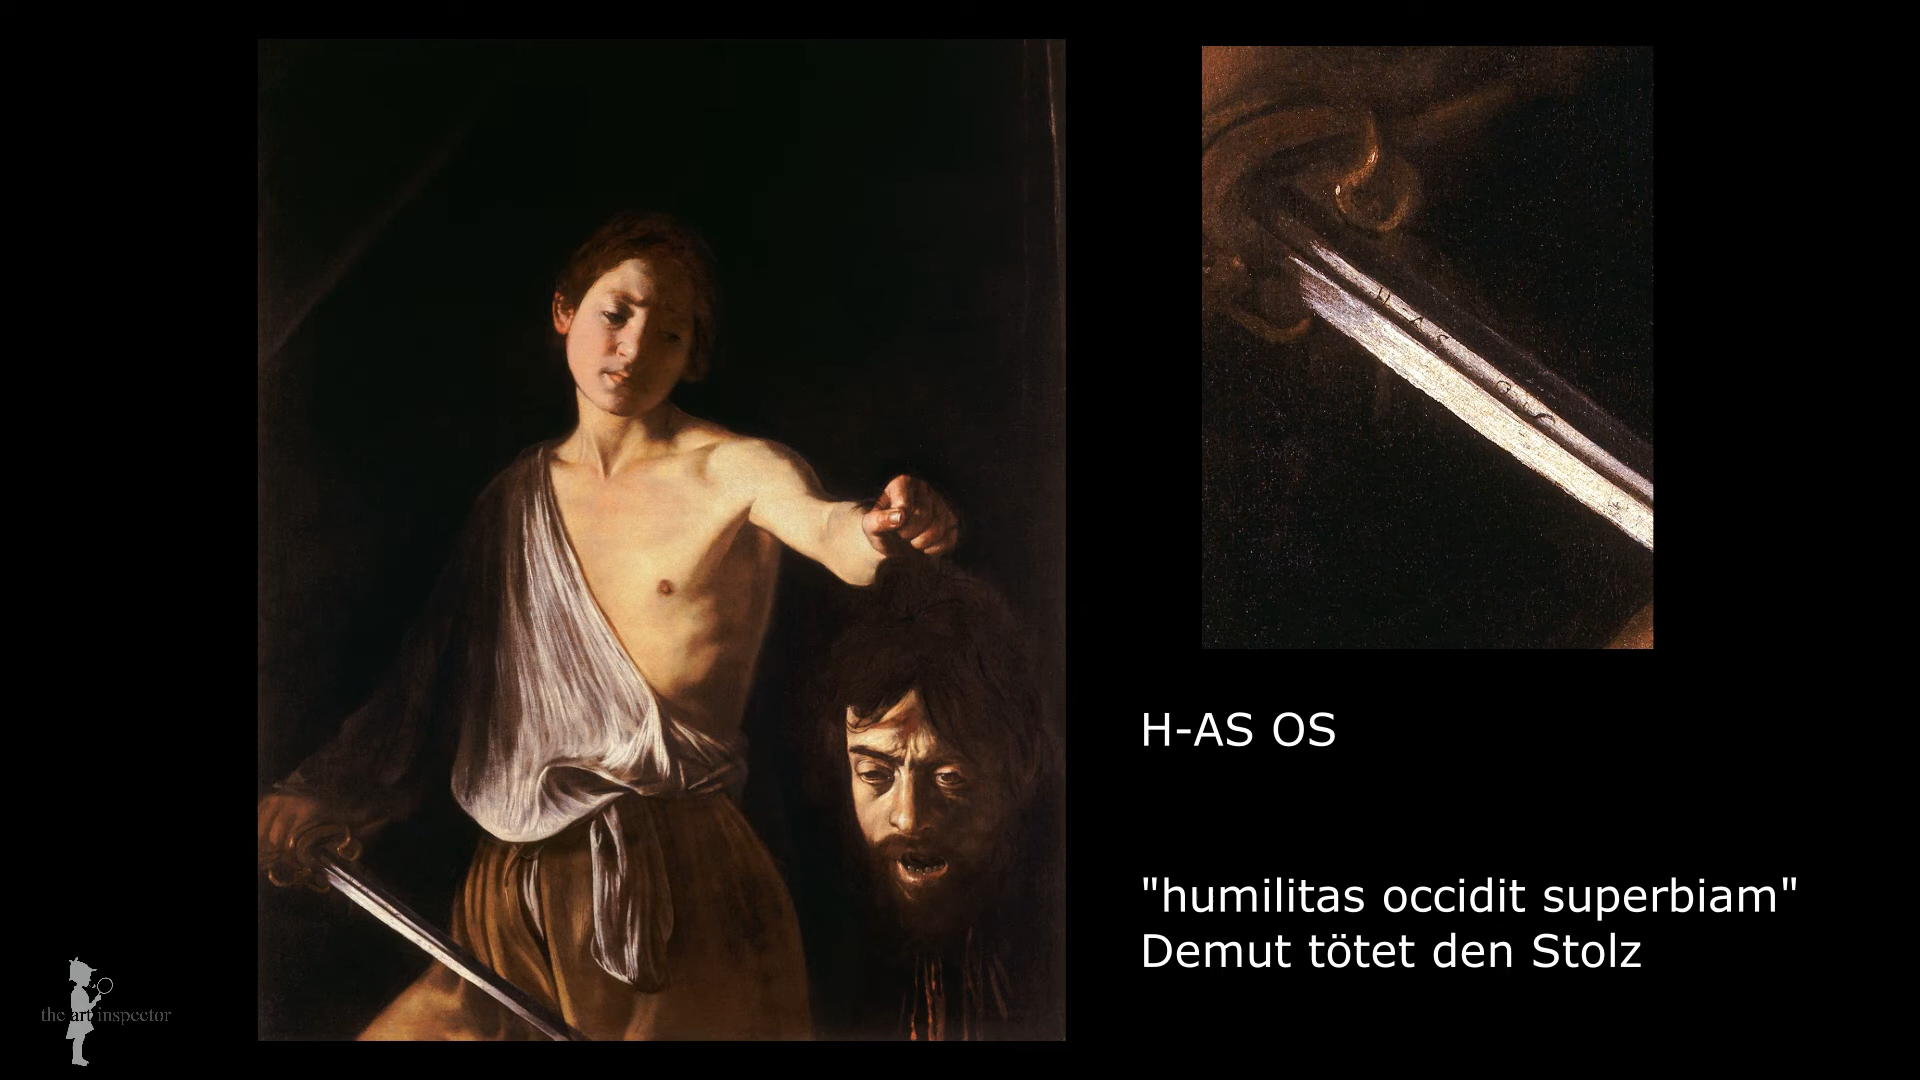 H-AS OS
"humilitas occidit superbiam"
Demut tötet den Stolz
the art inspector